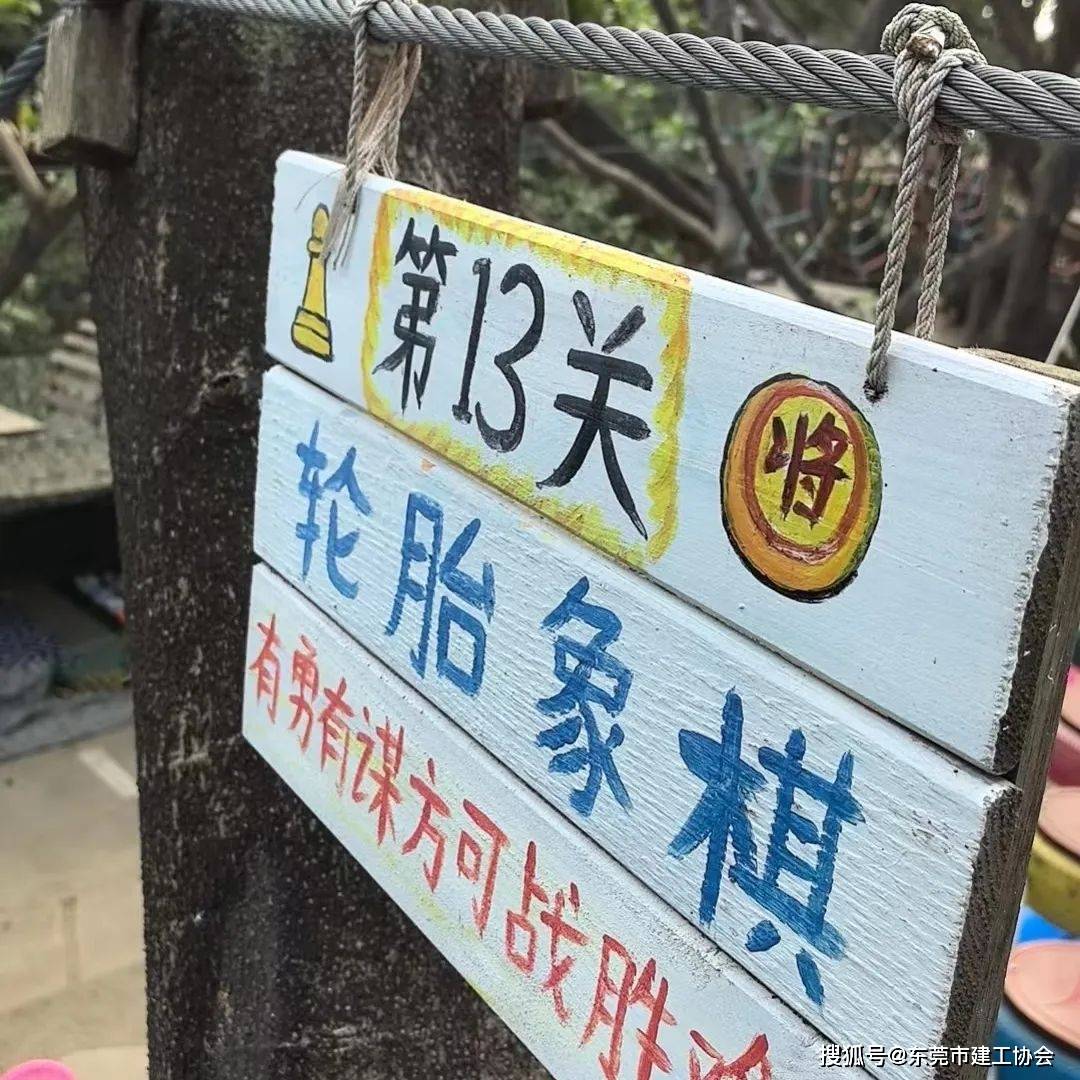 第13关
将
轮胎象棋
有勇有谋方可战胜
搜狐号@东莞市建工协会